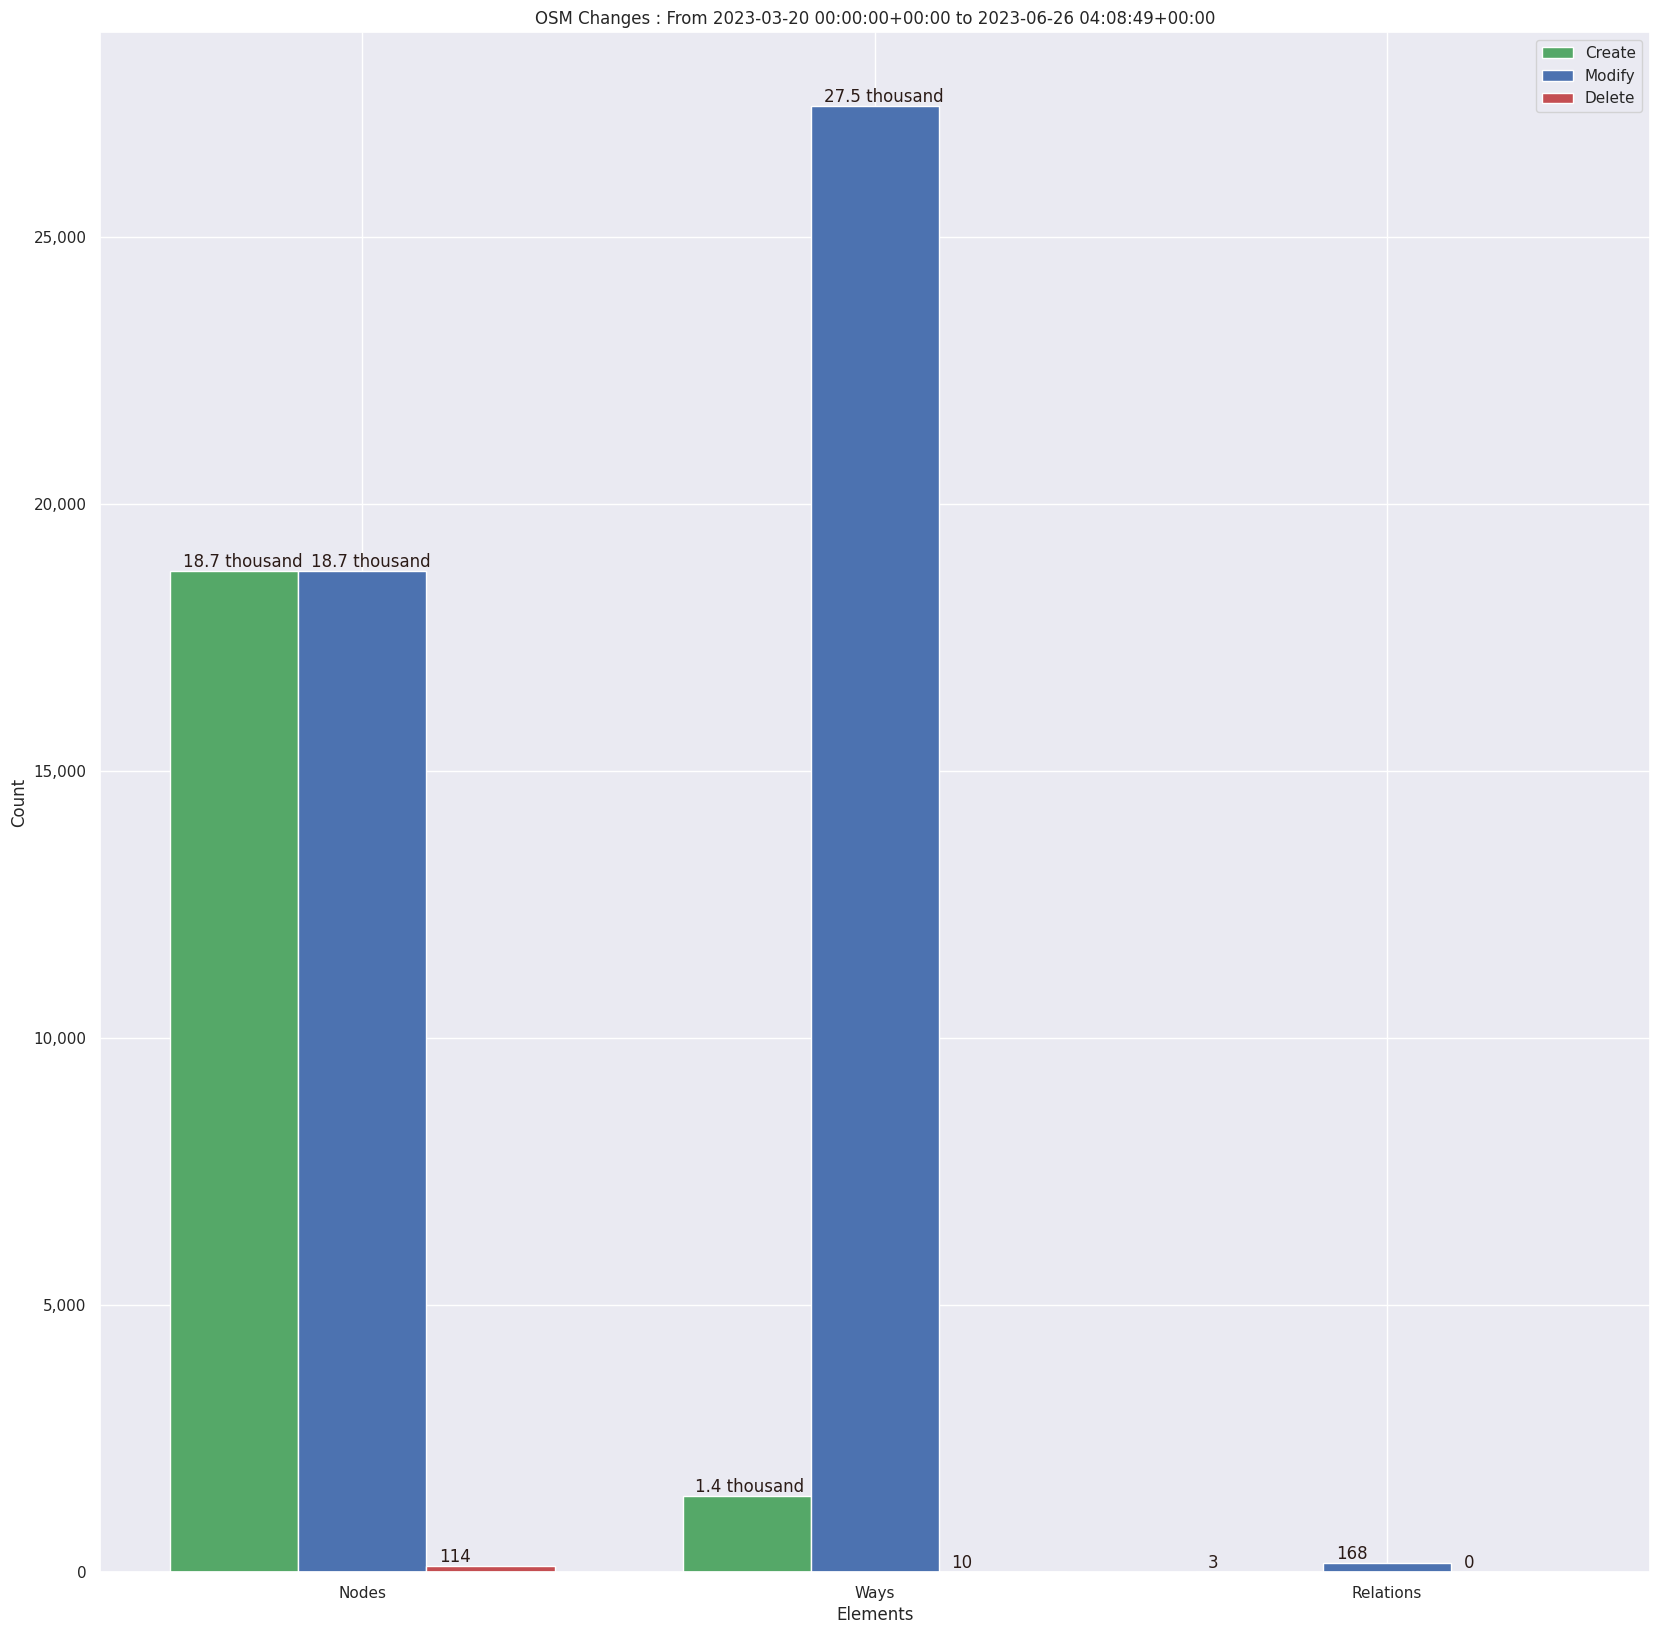 OSM Changes : From 2023-03-20 00:00:00+00:00 to 2023-06-26 04:08:49+00:00
Create
Modify
Delete
27.5 thousand
25,000
20,000
18.7 thousand 18.7 thousand
15,000
Count
10,000
5,000
1.4 thousand
114
10
3
168
0
0
Nodes
Ways
Relations
Elements